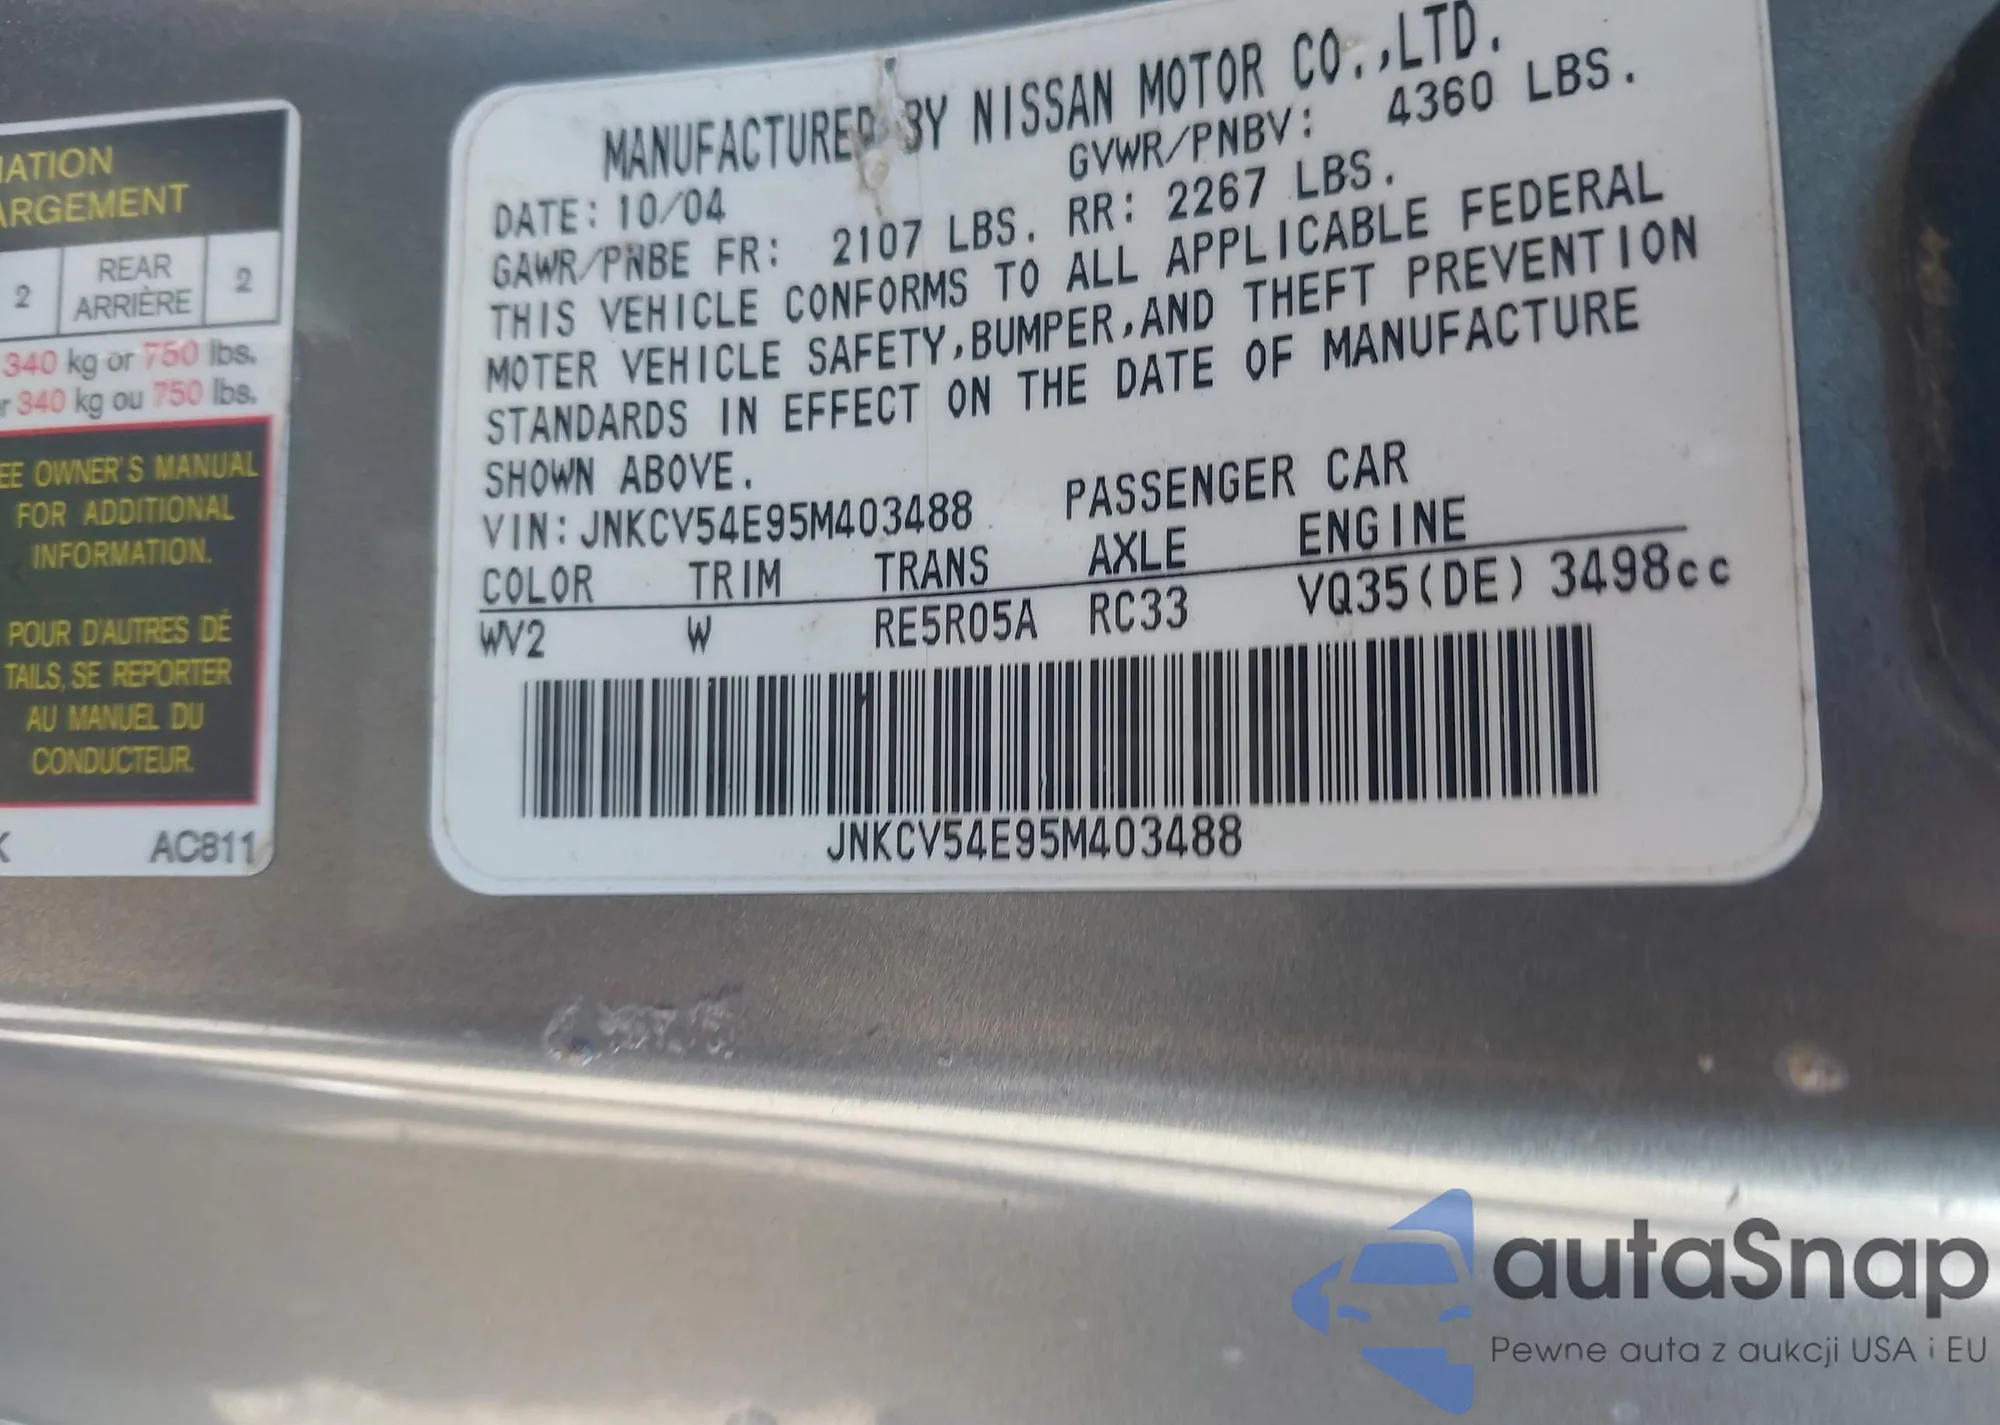 MANUFACTURED BY NISSAN MOTOR CO.,LTD.
DATE: 10/04 GVWR/PNBV: 4360 LBS.
GAWR/PNBE FR: 2107 LBS. RR: 2267 LBS.
THIS VEHICLE CONFORMS TO ALL APPLICABLE FEDERAL
MOTER VEHICLE SAFETY,BUMPER,AND THEFT PREVENTION
STANDARDS IN EFFECT ON THE DATE OF MANUFACTURE
SHOWN ABOVE.
VIN: JNKCV54E95M403488 PASSENGER CAR
COLOR TRIM TRANS AXLE ENGINE
WV2 W RE5R05A RC33 VQ35(DE) 3498cc
JNKCV54E95M403488
2 REAR 2
ARRIÈRE
340 kg or 750 lbs.
340 kg ou 750 lbs.
OWNER'S MANUAL
FOR ADDITIONAL
INFORMATION.
POUR D'AUTRES DÉ
TAILS, SE REPORTER
AU MANUEL DU
CONDUCTEUR.
AC811
autaSnap
Pewne auta z aukcji USA i EU